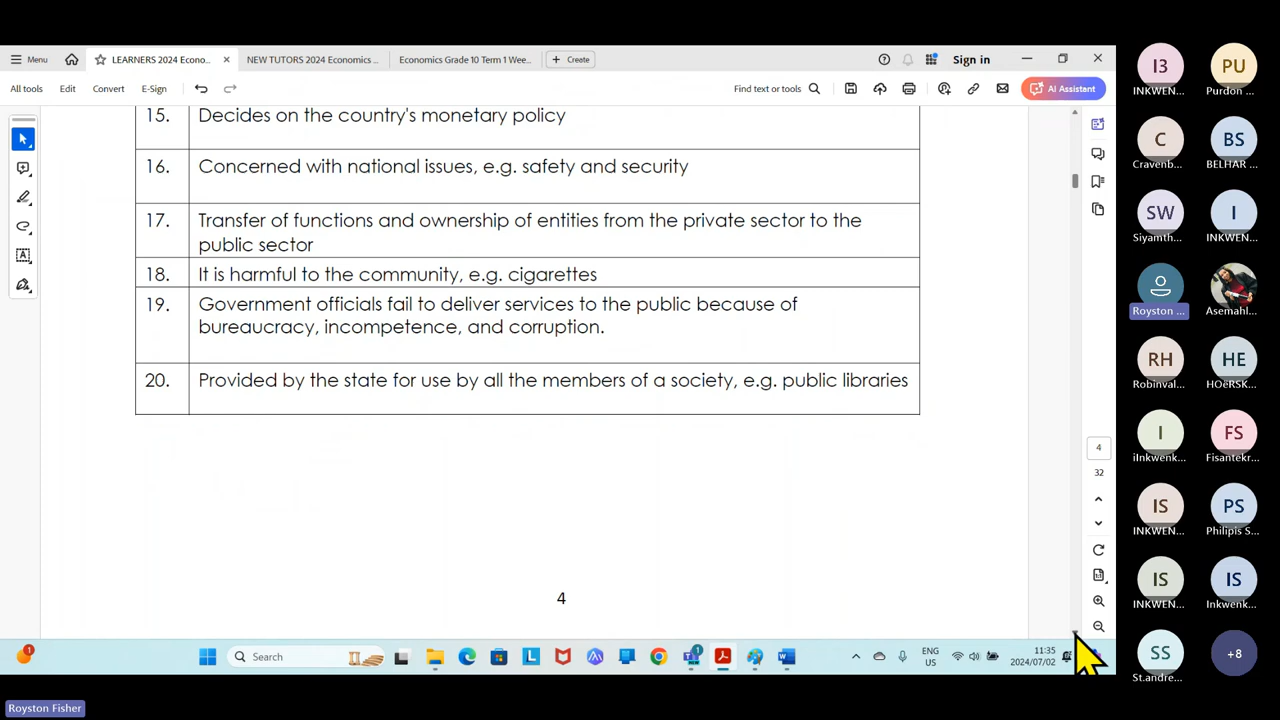 Menu
LEARNERS 2024 Econo...
NEW TUTORS 2024 Economics ...
Economics Grade 10 Term 1 Wee...
Create
Sign in
All tools
Edit
Convert
E-Sign
Find text or tools
AI Assistant
15. Decides on the country's monetary policy
16. Concerned with national issues, e.g. safety and security
17. Transfer of functions and ownership of entities from the private sector to the
public sector
18. It is harmful to the community, e.g. cigarettes
19. Government officials fail to deliver services to the public because of
bureaucracy, incompetence, and corruption.
20. Provided by the state for use by all the members of a society, e.g. public libraries
4
4
32
1
Search
1
ENG
US
11:35
2024/07/02
I3
INKWEN...
PU
Purdon ...
C
Cravenb...
BS
BELHAR ...
SW
Siyamth...
I
INKWEN...
Royston ...
Asemahl...
RH
Robinval...
HE
HOëRSK...
I
iInkwenk...
FS
Fisantekr...
IS
INKWEN...
PS
Philipis S...
IS
INKWEN...
IS
Inkwenk...
SS
St.andre...
+8
Royston Fisher